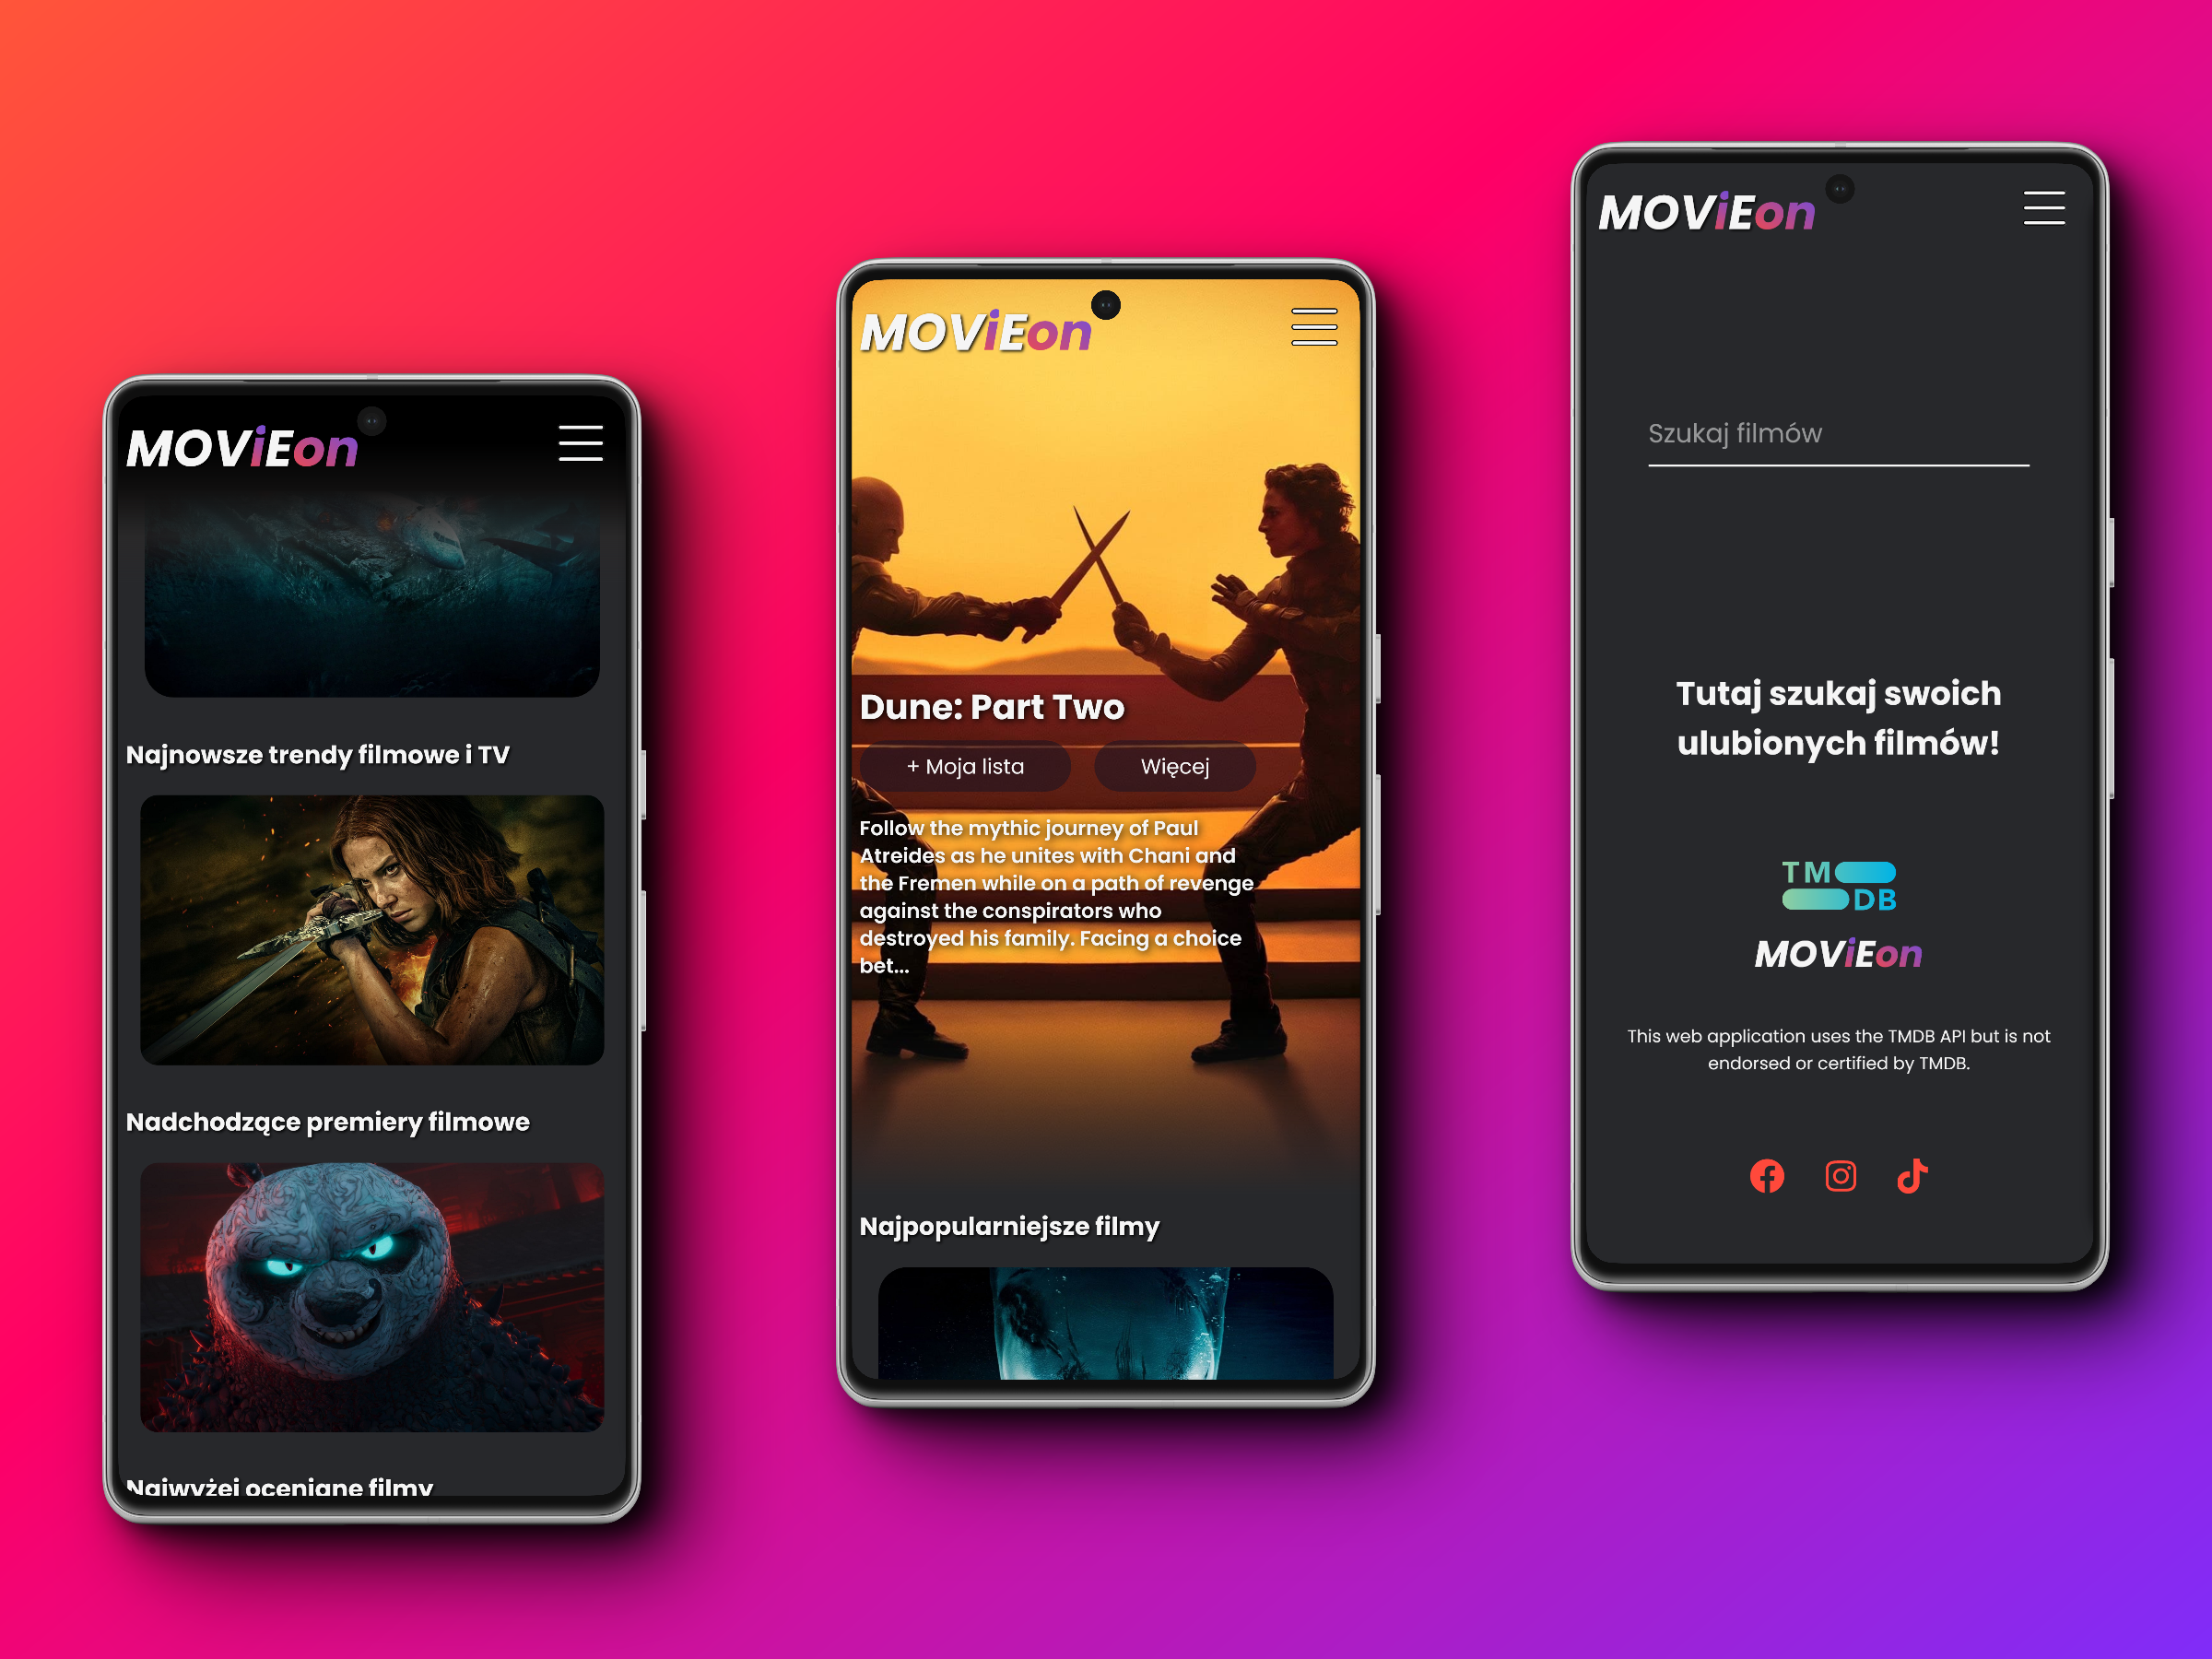 MOViEon
Najnowsze trendy filmowe i TV
Nadchodzące premiery filmowe
Najwyżej oceniane filmy
MOViEon
Dune: Part Two
+ Moja lista
Więcej
Follow the mythic journey of Paul
Atreides as he unites with Chani and
the Fremen while on a path of revenge
against the conspirators who
destroyed his family. Facing a choice
bet...
Najpopularniejsze filmy
MOViEon
Szukaj filmów
Tutaj szukaj swoich
ulubionych filmów!
TM
DB
MOViEon
This web application uses the TMDB API but is not
endorsed or certified by TMDB.